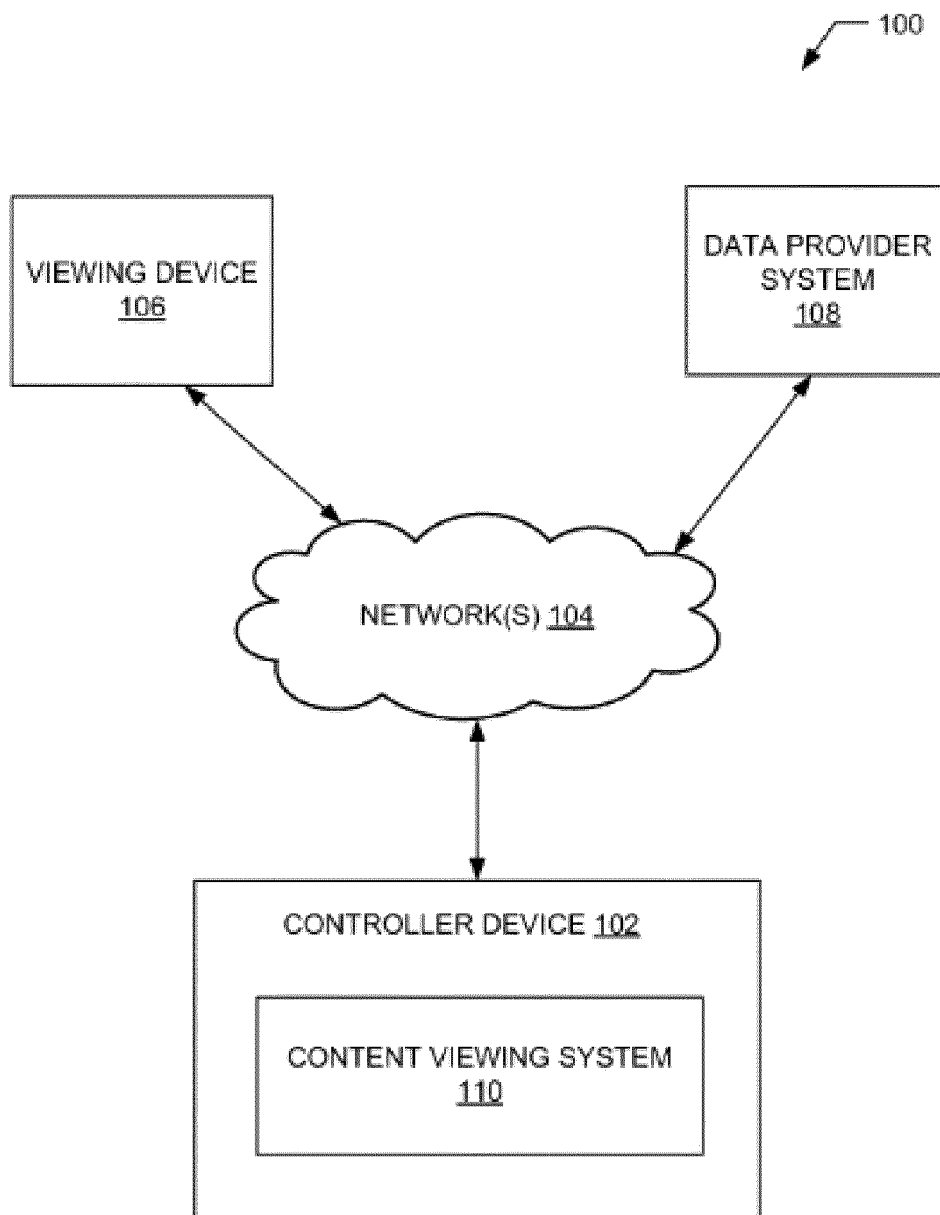 100
VIEWING DEVICE
106
DATA PROVIDER
SYSTEM
108
NETWORK(S) 104
CONTROLLER DEVICE 102
CONTENT VIEWING SYSTEM
110